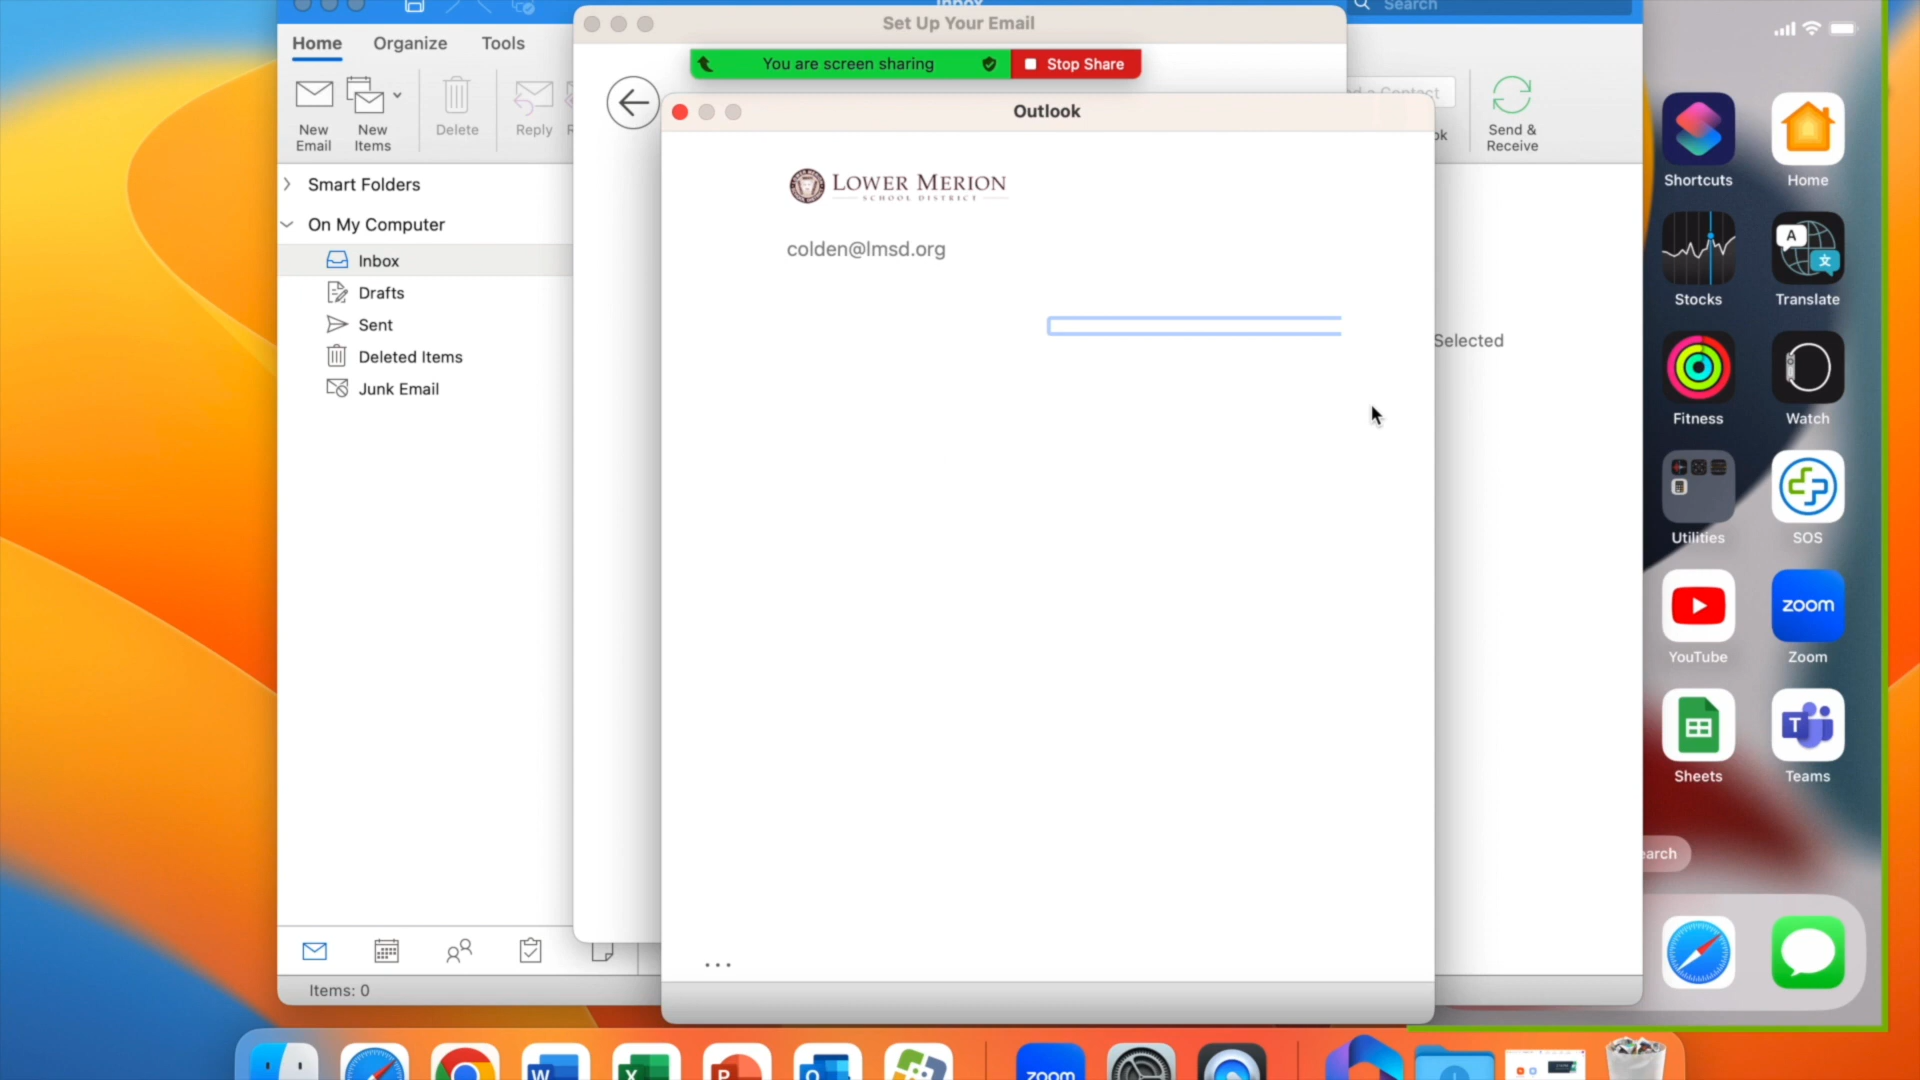 Search
Set Up Your Email
Home Organize Tools
You are screen sharing Stop Share
Outlook
New Email
New Items
Delete
Reply
Send & Receive
Smart Folders
On My Computer
Inbox
Drafts
Sent
Deleted Items
Junk Email
Items: 0
LOWER MERION
SCHOOL DISTRICT
colden@lmsd.org
Selected
...
Shortcuts Home
Stocks Translate
A
Fitness Watch
Utilities SOS
zoom
YouTube Zoom
T
Sheets Teams
earch
W
X
P
O
zoom